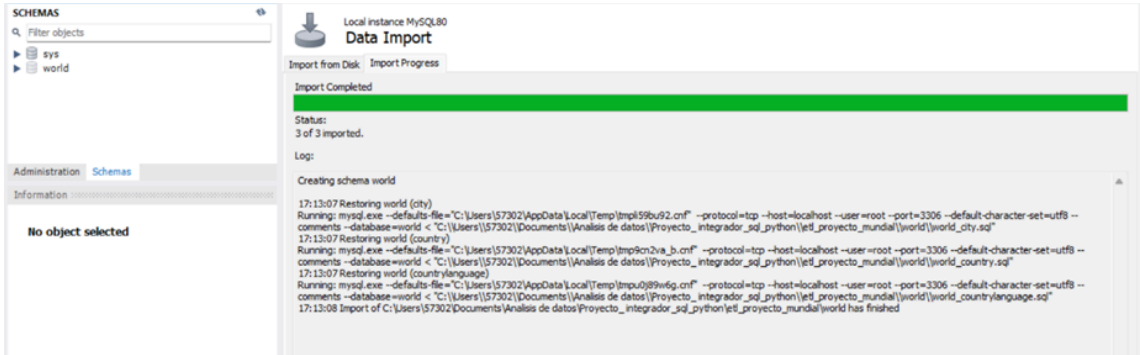 SCHEMAS
Filter objects
sys
world
Administration Schemas
Information
No object selected
Local instance MySQL80
Data Import
Import from Disk Import Progress
Import Completed
Status:
3 of 3 imported.
Log:
Creating schema world
17:13:07 Restoring world (city)
Running: mysql.exe --defaults-file="C:\Users\57302\AppData\Local\Temp\tmpli59bu92.cnf" --protocol=tcp --host=localhost --user=root --port=3306 --default-character-set=utf8 --
comments --database=world < "C:\\Users\\57302\\Documents\\Analisis de datos\\Proyecto_integrador_sql_python\\etl_proyecto_mundial\\world\\world_city.sql"
17:13:07 Restoring world (country)
Running: mysql.exe --defaults-file="C:\Users\57302\AppData\Local\Temp\tmp9cn2va_b.cnf" --protocol=tcp --host=localhost --user=root --port=3306 --default-character-set=utf8 --
comments --database=world < "C:\\Users\\57302\\Documents\\Analisis de datos\\Proyecto_integrador_sql_python\\etl_proyecto_mundial\\world\\world_country.sql"
17:13:07 Restoring world (countrylanguage)
Running: mysql.exe --defaults-file="C:\Users\57302\AppData\Local\Temp\tmpu0j89w6g.cnf" --protocol=tcp --host=localhost --user=root --port=3306 --default-character-set=utf8 --
comments --database=world < "C:\\Users\\57302\\Documents\\Analisis de datos\\Proyecto_integrador_sql_python\\etl_proyecto_mundial\\world\\world_countrylanguage.sql"
17:13:08 Import of C:\Users\57302\Documents\Analisis de datos\Proyecto_integrador_sql_python\etl_proyecto_mundial\world has finished